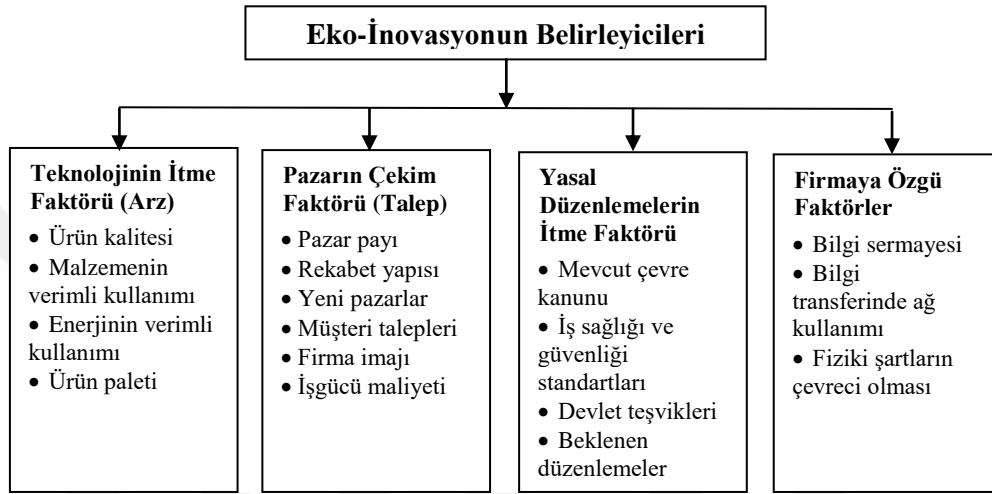 Eko-İnovasyonun Belirleyicileri
Teknolojinin İtme
Faktörü (Arz)
• Ürün kalitesi
• Malzemenin
verimli kullanımı
• Enerjinin verimli
kullanımı
• Ürün paleti
Pazarın Çekim
Faktörü (Talep)
• Pazar payı
• Rekabet yapısı
• Yeni pazarlar
• Müşteri talepleri
• Firma imajı
• İşgücü maliyeti
Yasal
Düzenlemelerin
İtme Faktörü
• Mevcut çevre
kanunu
• İş sağlığı ve
güvenliği
standartları
• Devlet teşvikleri
• Beklenen
düzenlemeler
Firmaya Özgü
Faktörler
• Bilgi sermayesi
• Bilgi
transferinde ağ
kullanımı
• Fiziki şartların
çevreci olması